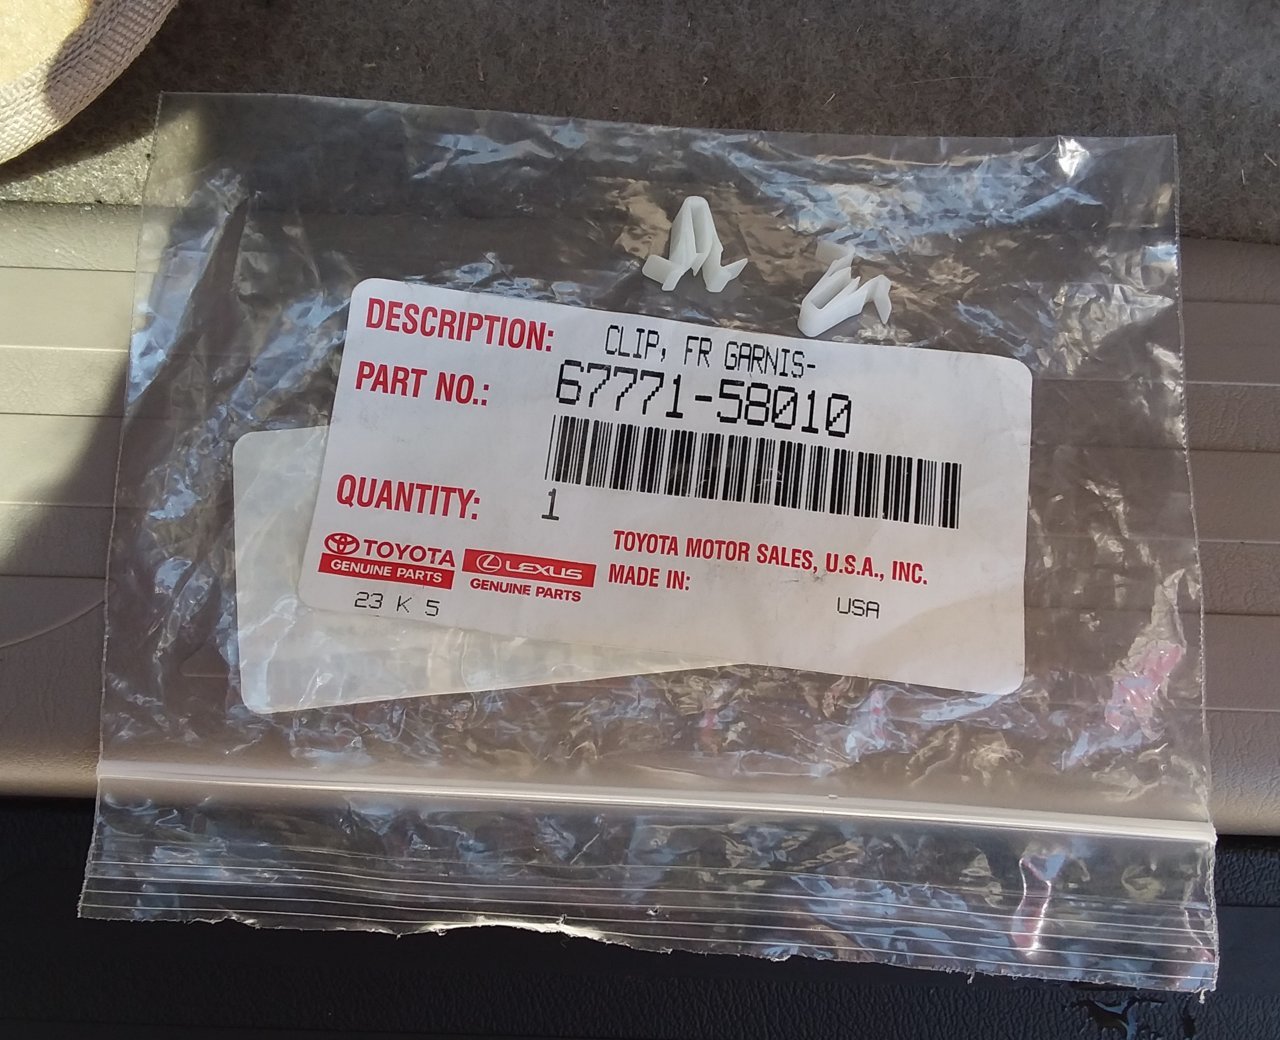 DESCRIPTION: CLIP, FR GARNIS-
PART NO.: 67771-58010
QUANTITY: 1
TOYOTA
GENUINE PARTS
LEXUS
GENUINE PARTS
TOYOTA MOTOR SALES, U.S.A., INC.
MADE IN:
23 K 5
USA